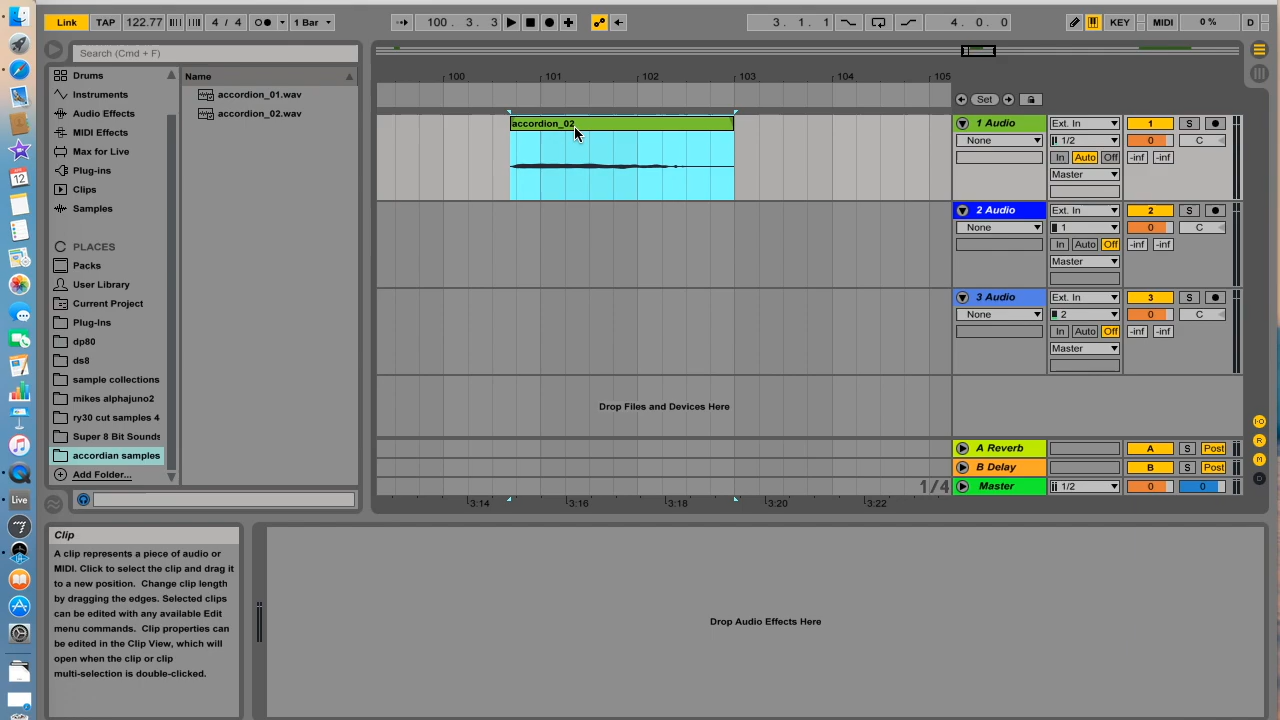 Link TAP 122.77 4 / 4 1 Bar 100. 3. 3 3. 1. 1 4. 0. 0 KEY MIDI 0 % D
Search (Cmd + F)
Drums
Instruments
Audio Effects
MIDI Effects
Max for Live
Plug-ins
Clips
Samples
PLACES
Packs
User Library
Current Project
Plug-Ins
dp80
ds8
sample collections
mikes alphajuno2
ry30 cut samples 4
Super 8 Bit Sounds
accordian samples
Add Folder...
Name
accordion_01.wav
accordion_02.wav
100 101 102 103 104 105
Set
accordion_02
1 Audio Ext. In 1 S
None 1/2 0 C
In Auto Off -inf -inf
Master
2 Audio Ext. In 2 S
None 1 0 C
In Auto Off -inf -inf
Master
3 Audio Ext. In 3 S
None 2 0 C
In Auto Off -inf -inf
Master
Drop Files and Devices Here
A Reverb A S Post
B Delay B S Post
1/4 Master 1/2 0 0
3:14 3:16 3:18 3:20 3:22
Live
Clip
A clip represents a piece of audio or
MIDI. Click to select the clip and drag it
to a new position. Change clip length
by dragging the edges. Selected clips
can be edited with any available Edit
menu commands. Clip properties can
be edited in the Clip View, which will
open when the clip or clip
multi-selection is double-clicked.
Drop Audio Effects Here